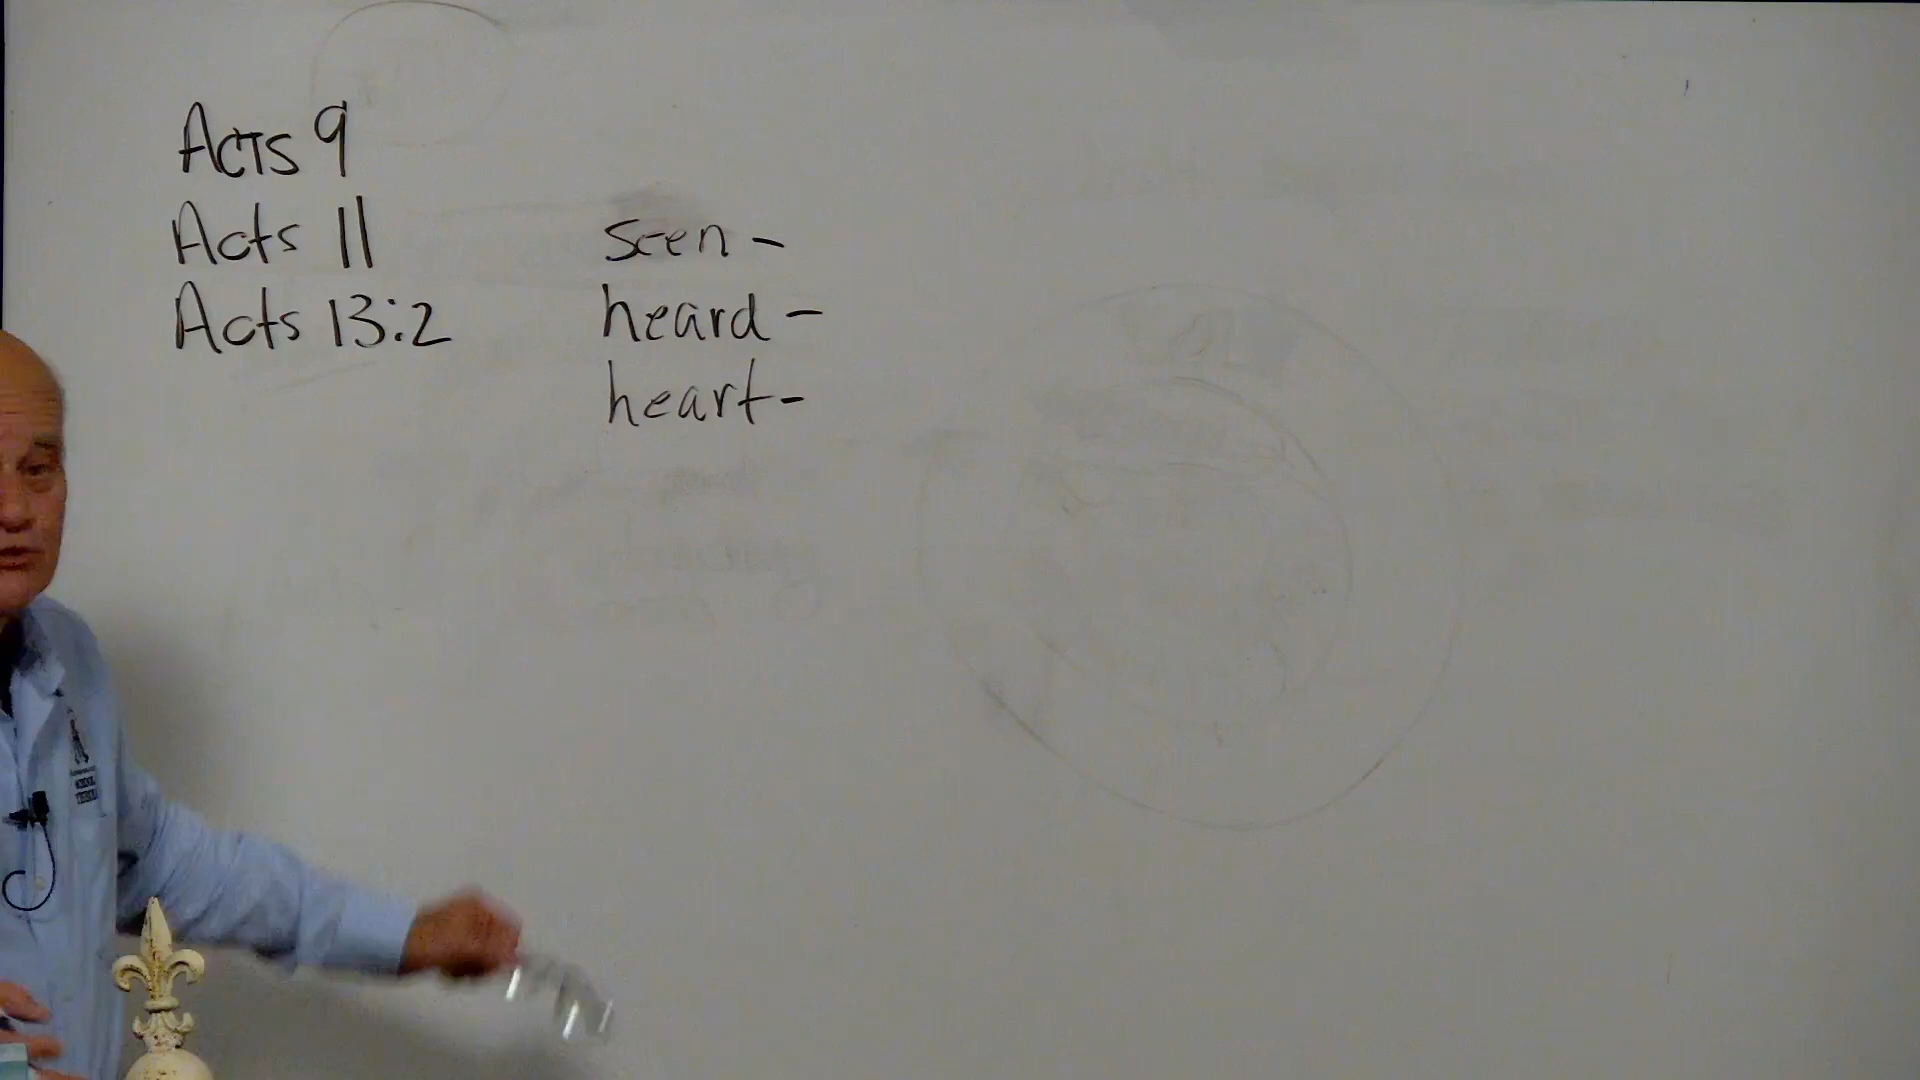 Acts 9
Acts 11
Acts 13:2
seen -
heard -
heart -